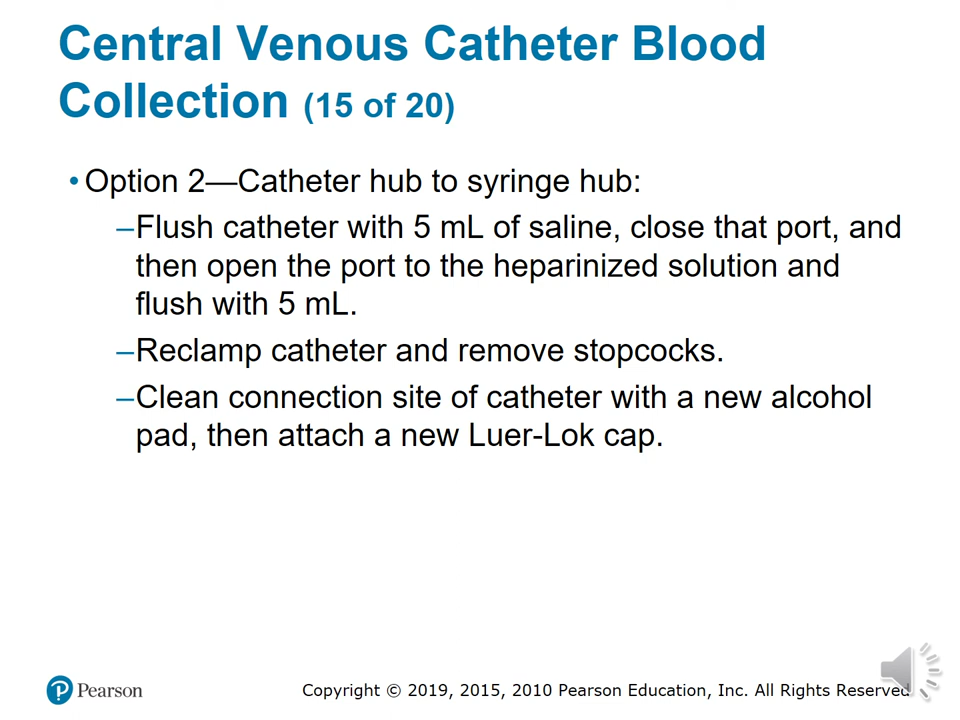 Central Venous Catheter Blood
Collection (15 of 20)
• Option 2—Catheter hub to syringe hub:
–Flush catheter with 5 mL of saline, close that port, and
then open the port to the heparinized solution and
flush with 5 mL.
–Reclamp catheter and remove stopcocks.
–Clean connection site of catheter with a new alcohol
pad, then attach a new Luer-Lok cap.
Pearson
Copyright © 2019, 2015, 2010 Pearson Education, Inc. All Rights Reserved